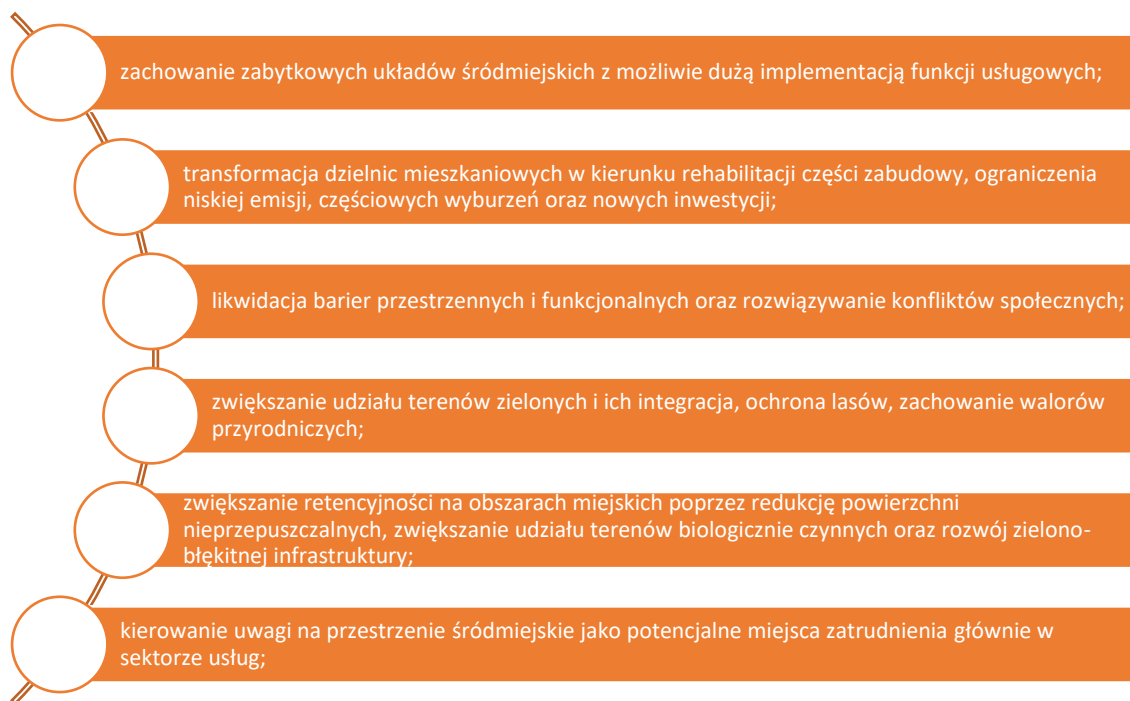 zachowanie zabytkowych układów śródmiejskich z możliwie dużą implementacją funkcji usługowych;
transformacja dzielnic mieszkaniowych w kierunku rehabilitacji części zabudowy, ograniczenia
niskiej emisji, częściowych wyburzeń oraz nowych inwestycji;
likwidacja barier przestrzennych i funkcjonalnych oraz rozwiązywanie konfliktów społecznych;
zwiększanie udziału terenów zielonych i ich integracja, ochrona lasów, zachowanie walorów
przyrodniczych;
zwiększanie retencyjności na obszarach miejskich poprzez redukcję powierzchni
nieprzepuszczalnych, zwiększanie udziału terenów biologicznie czynnych oraz rozwój zielono-
błękitnej infrastruktury;
kierowanie uwagi na przestrzenie śródmiejskie jako potencjalne miejsca zatrudnienia głównie w
sektorze usług;